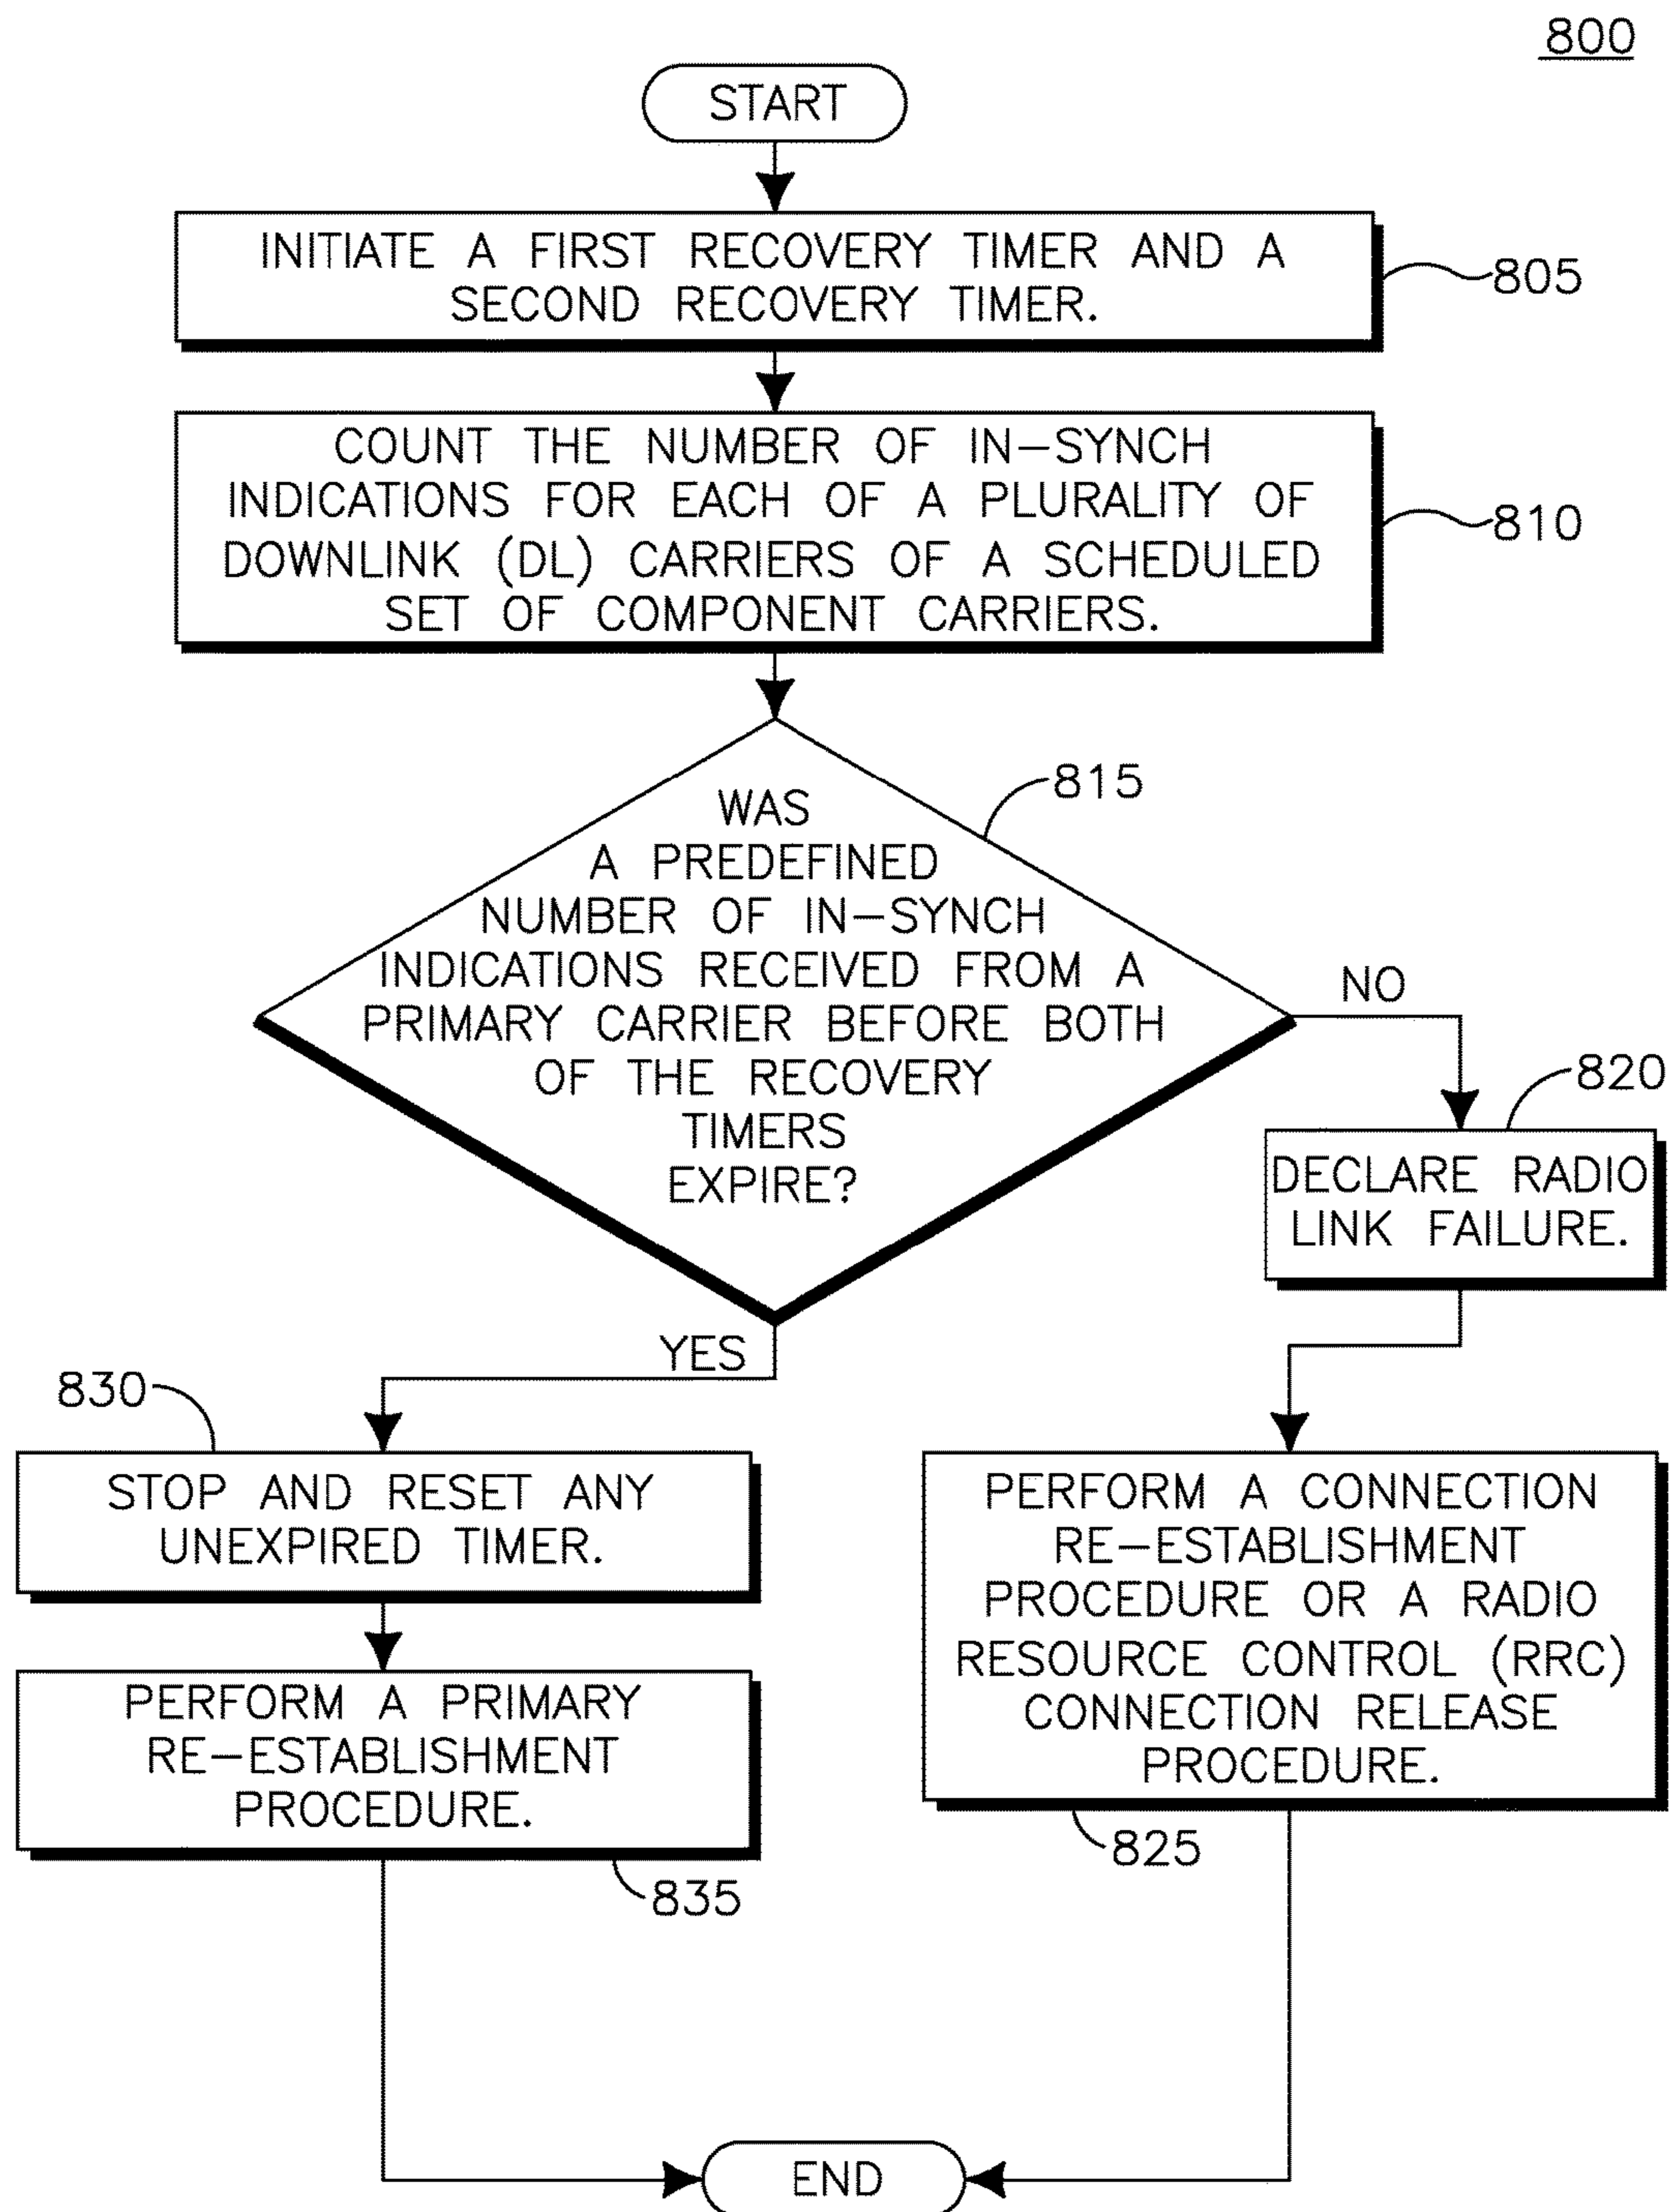 800
START
INITIATE A FIRST RECOVERY TIMER AND A
SECOND RECOVERY TIMER.
805
COUNT THE NUMBER OF IN-SYNCH
INDICATIONS FOR EACH OF A PLURALITY OF
DOWNLINK (DL) CARRIERS OF A SCHEDULED
SET OF COMPONENT CARRIERS.
810
815
WAS
A PREDEFINED
NUMBER OF IN-SYNCH
INDICATIONS RECEIVED FROM A
PRIMARY CARRIER BEFORE BOTH
OF THE RECOVERY
TIMERS
EXPIRE?
NO
820
DECLARE RADIO
LINK FAILURE.
YES
830
STOP AND RESET ANY
UNEXPIRED TIMER.
PERFORM A PRIMARY
RE-ESTABLISHMENT
PROCEDURE.
835
PERFORM A CONNECTION
RE-ESTABLISHMENT
PROCEDURE OR A RADIO
RESOURCE CONTROL (RRC)
CONNECTION RELEASE
PROCEDURE.
825
END